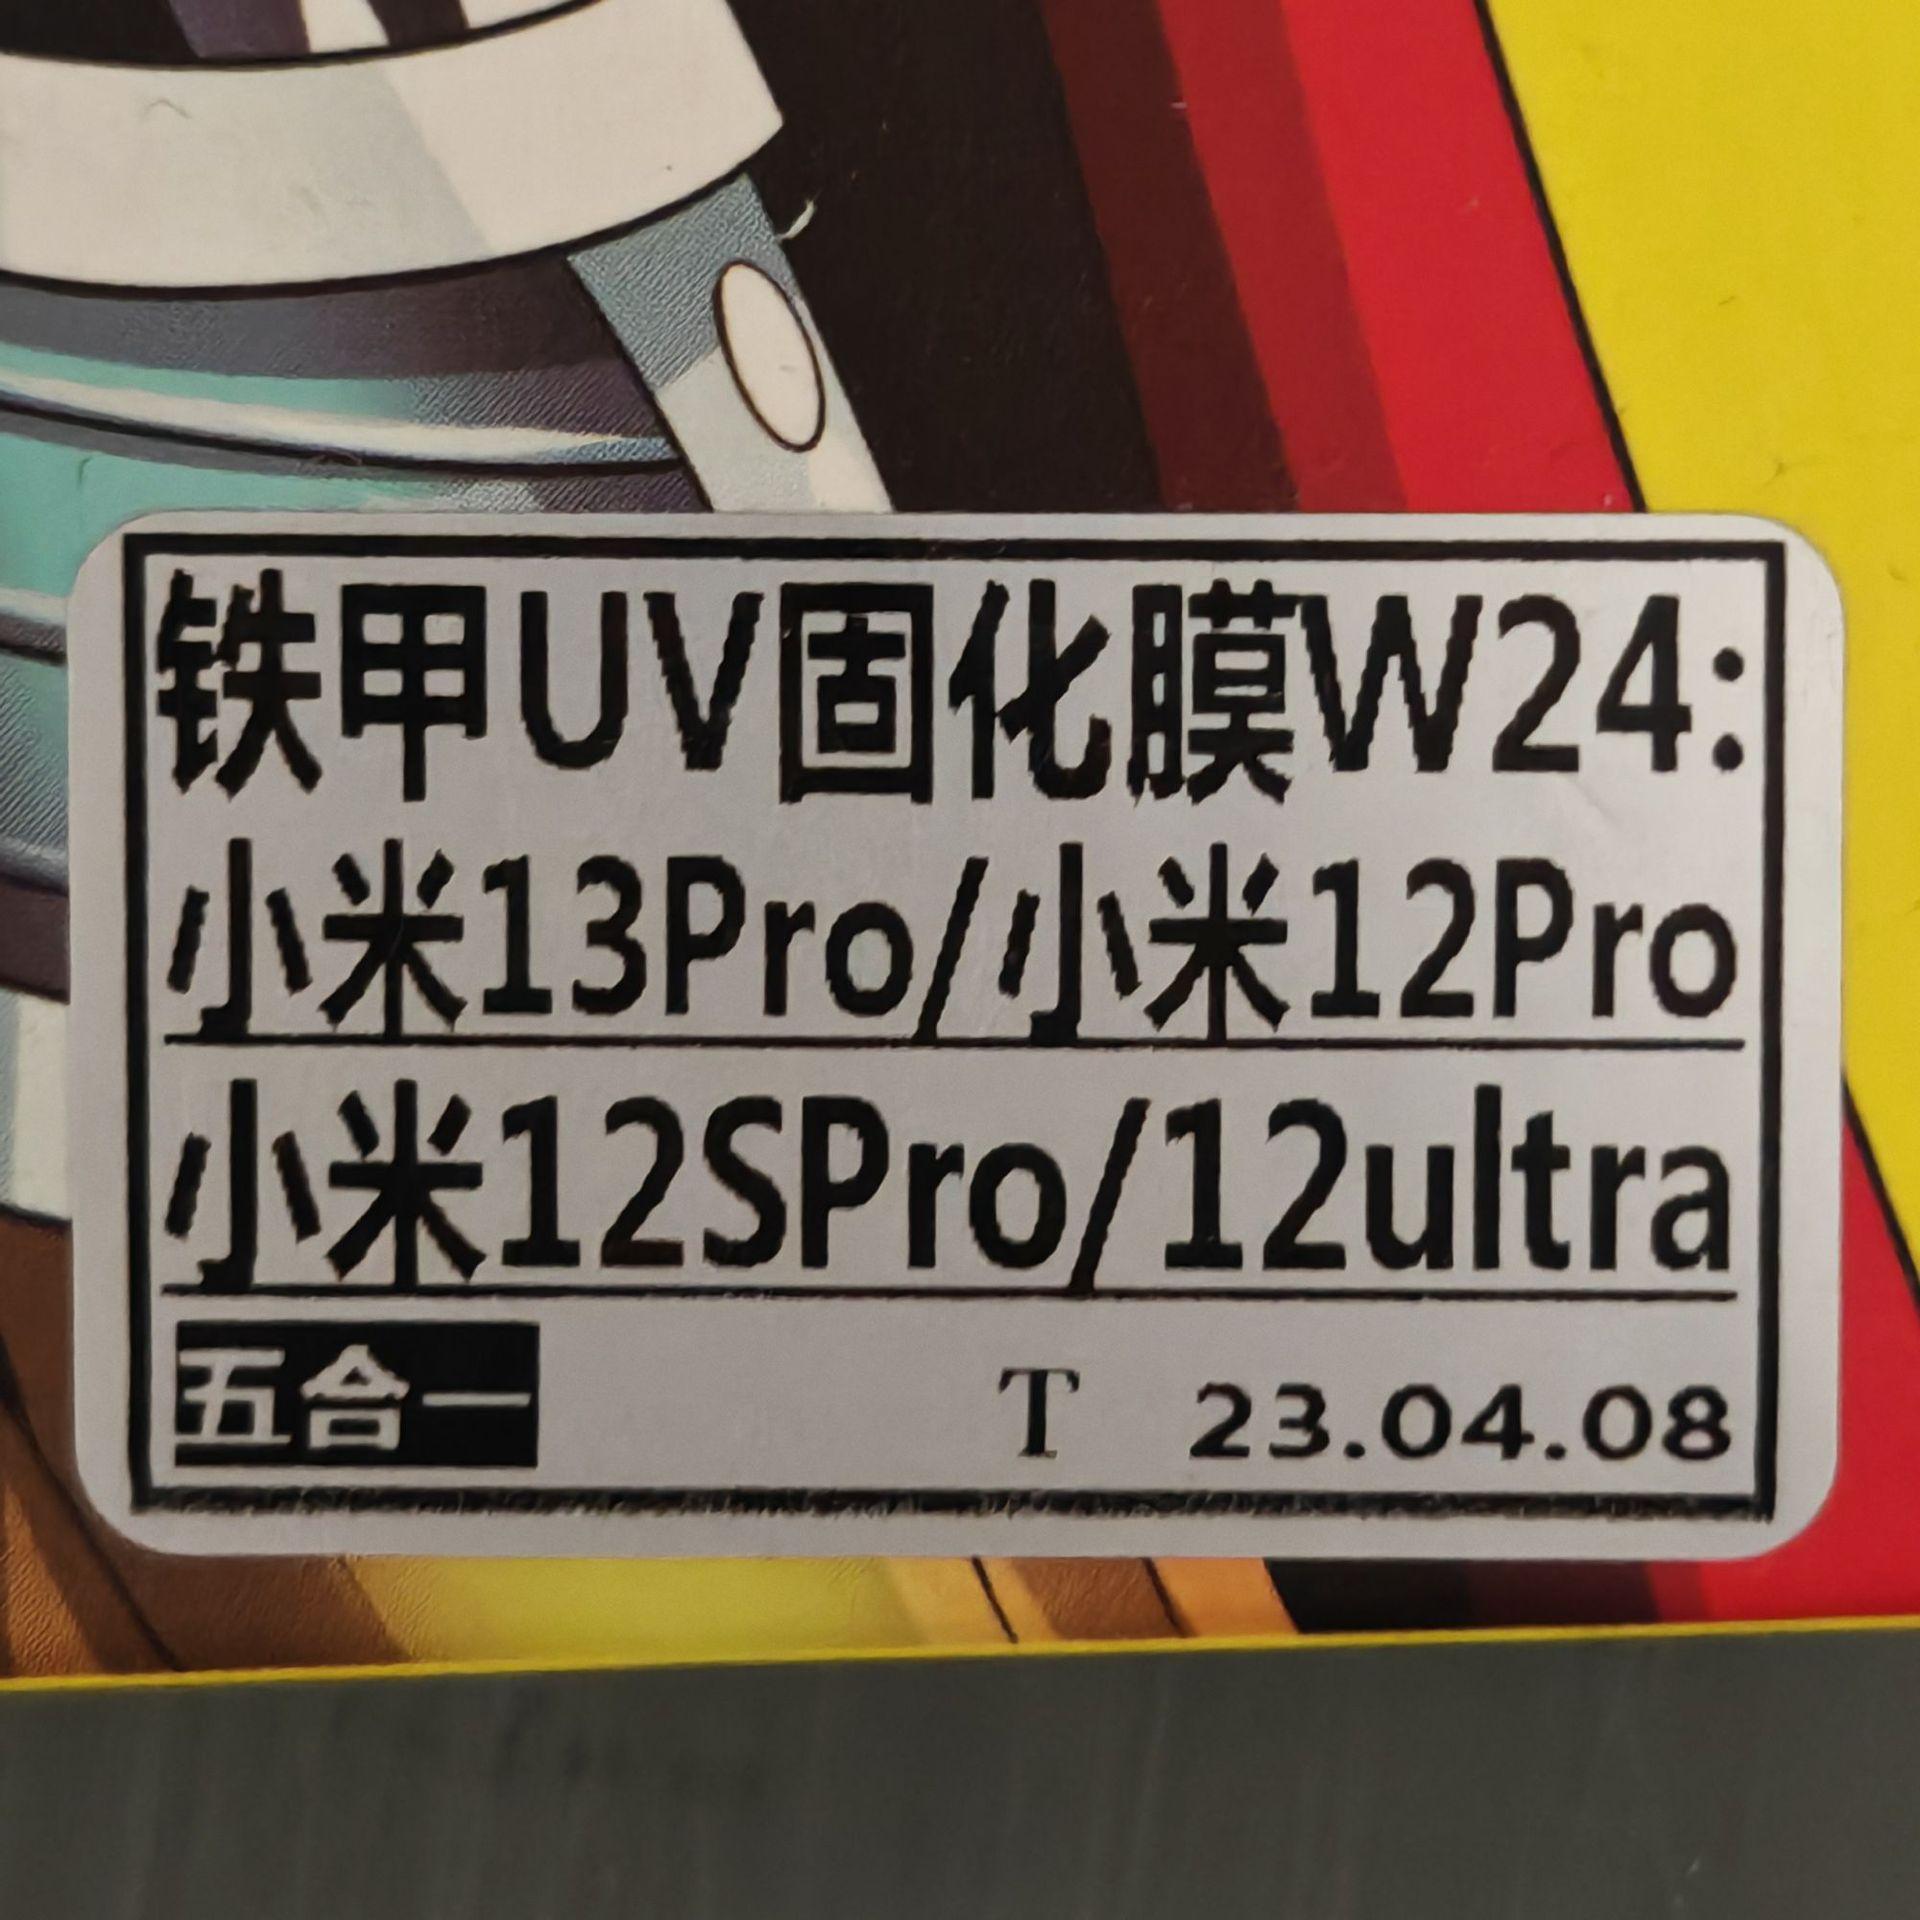 铁甲UV固化膜W24:
小米13Pro/小米12Pro
小米12SPro/12ultra
五合一 T 23.04.08